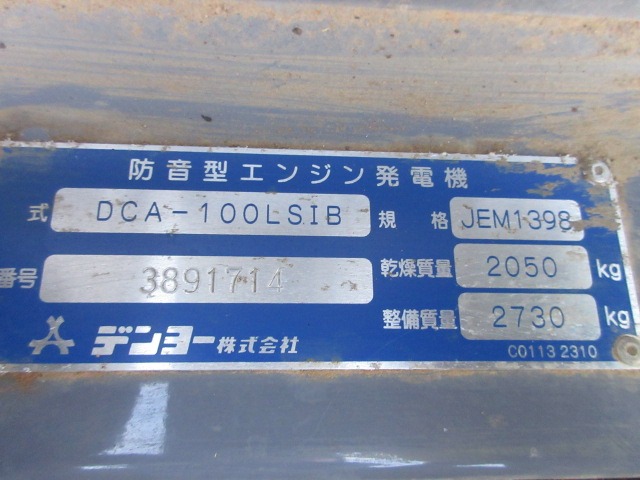 防音型エンジン発電機
式 DCA-100LSIB 規格 JEM1398
番号 3891714 乾燥質量 2050 kg
整備質量 2730 kg
デンヨー株式会社 C0113 2310